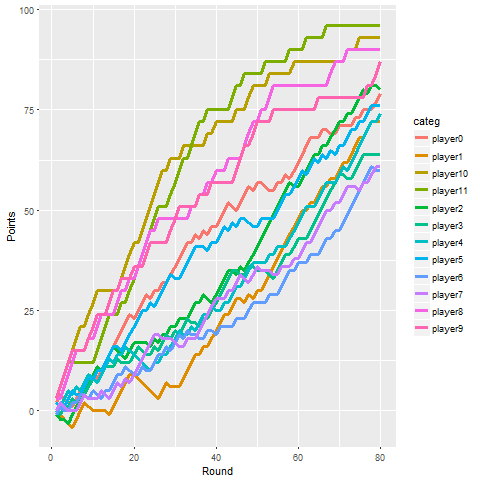 100
75
50
25
0
Points
0
20
40
60
80
Round
categ
player0
player1
player10
player11
player2
player3
player4
player5
player6
player7
player8
player9